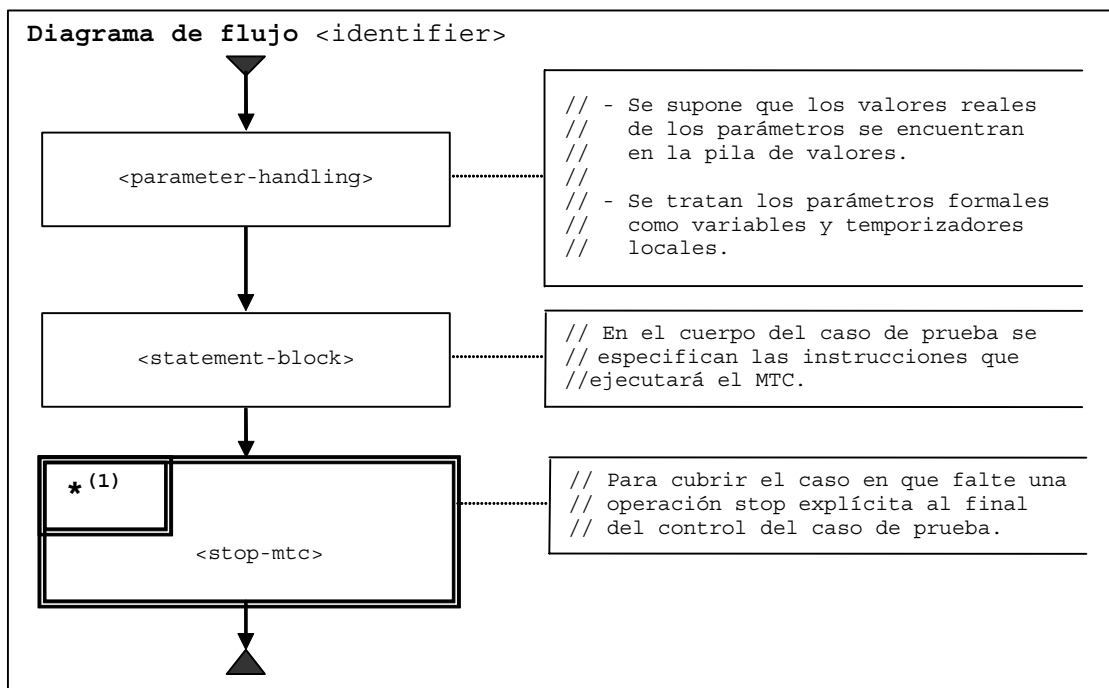 Diagrama de flujo <identifier>
// - Se supone que los valores reales
//   de los parámetros se encuentran
//   en la pila de valores.
//
// - Se tratan los parámetros formales
//   como variables y temporizadores
//   locales.
<parameter-handling>
// En el cuerpo del caso de prueba se
// especifican las instrucciones que
//ejecutará el MTC.
<statement-block>
*(1)
// Para cubrir el caso en que falte una
// operación stop explícita al final
// del control del caso de prueba.
<stop-mtc>